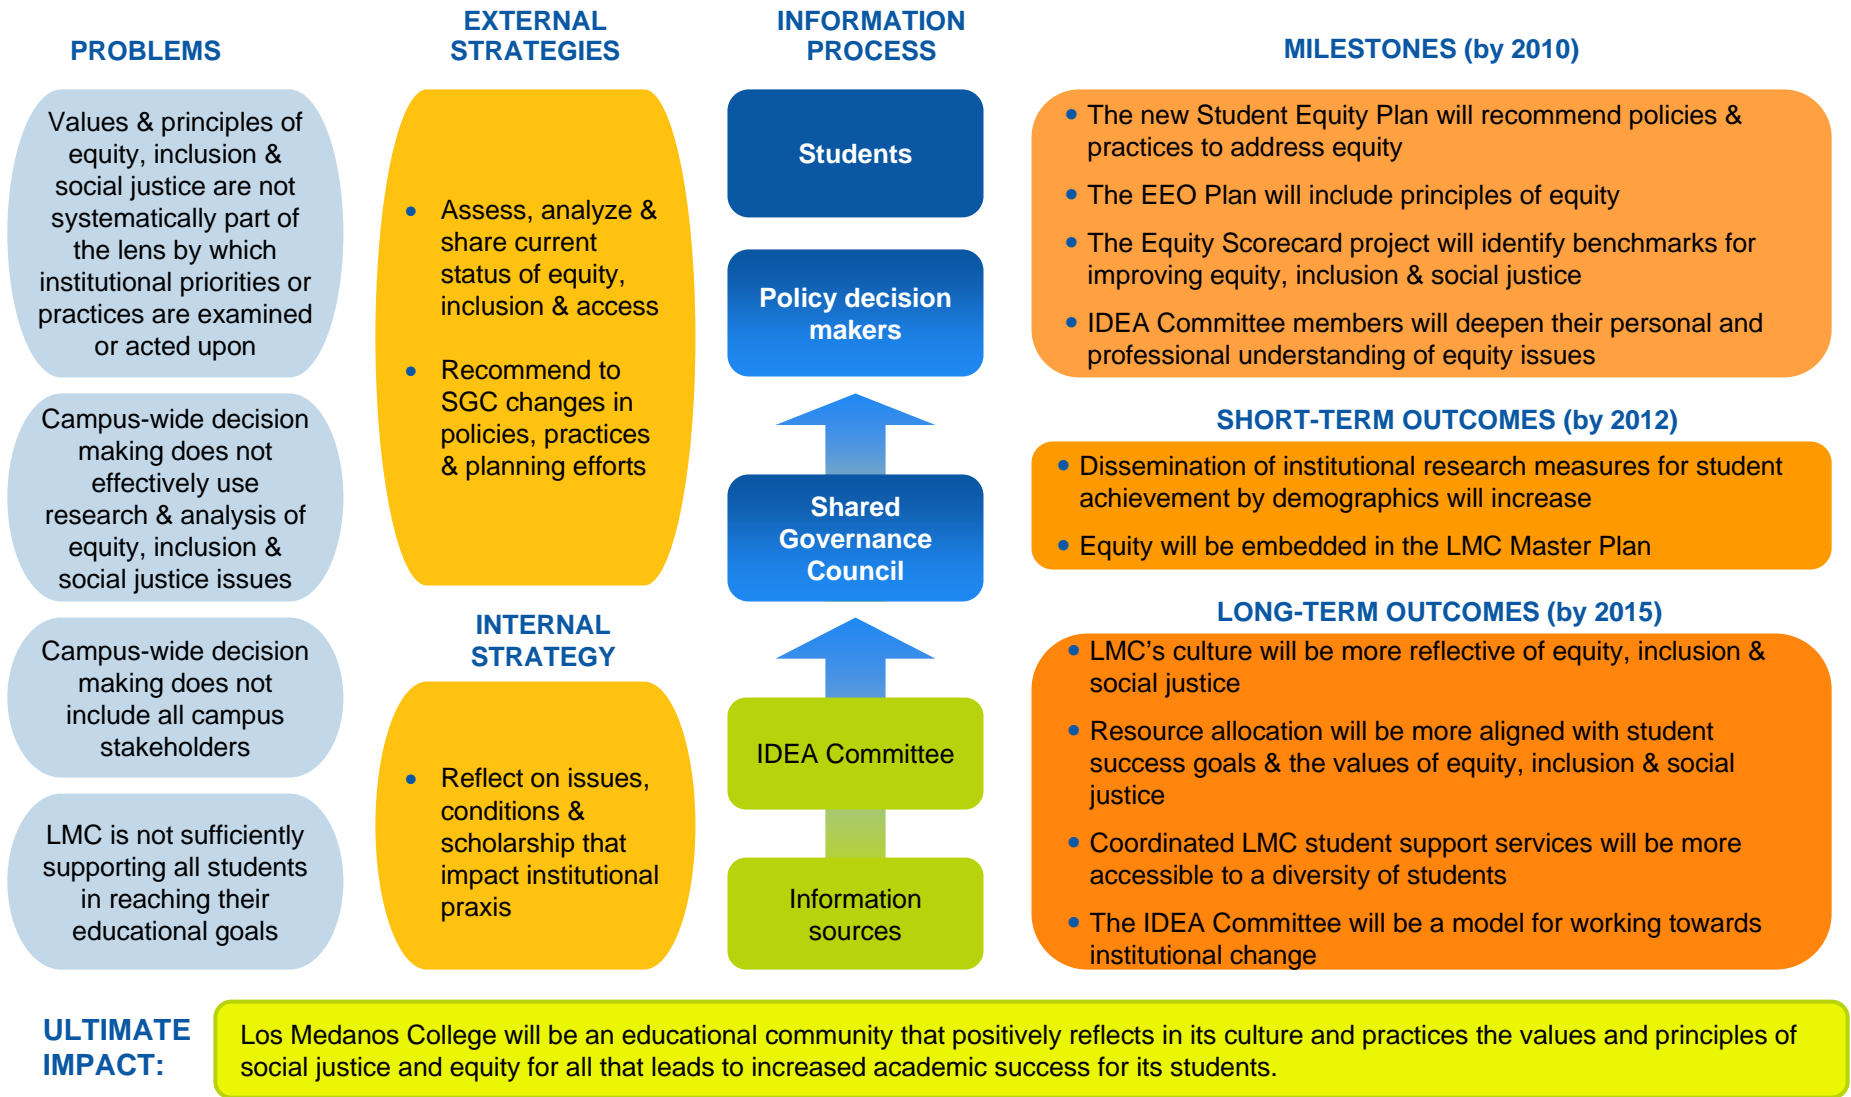 PROBLEMS
Values & principles of
equity, inclusion &
social justice are not
systematically part of
the lens by which
institutional priorities or
practices are examined
or acted upon
Campus-wide decision
making does not
effectively use
research & analysis of
equity, inclusion &
social justice issues
Campus-wide decision
making does not
include all campus
stakeholders
LMC is not sufficiently
supporting all students
in reaching their
educational goals
EXTERNAL
STRATEGIES
• Assess, analyze &
share current
status of equity,
inclusion & access
• Recommend to
SGC changes in
policies, practices
& planning efforts
INTERNAL
STRATEGY
• Reflect on issues,
conditions &
scholarship that
impact institutional
praxis
INFORMATION
PROCESS
Students
Policy decision
makers
Shared
Governance
Council
IDEA Committee
Information
sources
MILESTONES (by 2010)
• The new Student Equity Plan will recommend policies &
practices to address equity
• The EEO Plan will include principles of equity
• The Equity Scorecard project will identify benchmarks for
improving equity, inclusion & social justice
• IDEA Committee members will deepen their personal and
professional understanding of equity issues
SHORT-TERM OUTCOMES (by 2012)
• Dissemination of institutional research measures for student
achievement by demographics will increase
• Equity will be embedded in the LMC Master Plan
LONG-TERM OUTCOMES (by 2015)
• LMC’s culture will be more reflective of equity, inclusion &
social justice
• Resource allocation will be more aligned with student
success goals & the values of equity, inclusion & social
justice
• Coordinated LMC student support services will be more
accessible to a diversity of students
• The IDEA Committee will be a model for working towards
institutional change
ULTIMATE
IMPACT:
Los Medanos College will be an educational community that positively reflects in its culture and practices the values and principles of
social justice and equity for all that leads to increased academic success for its students.